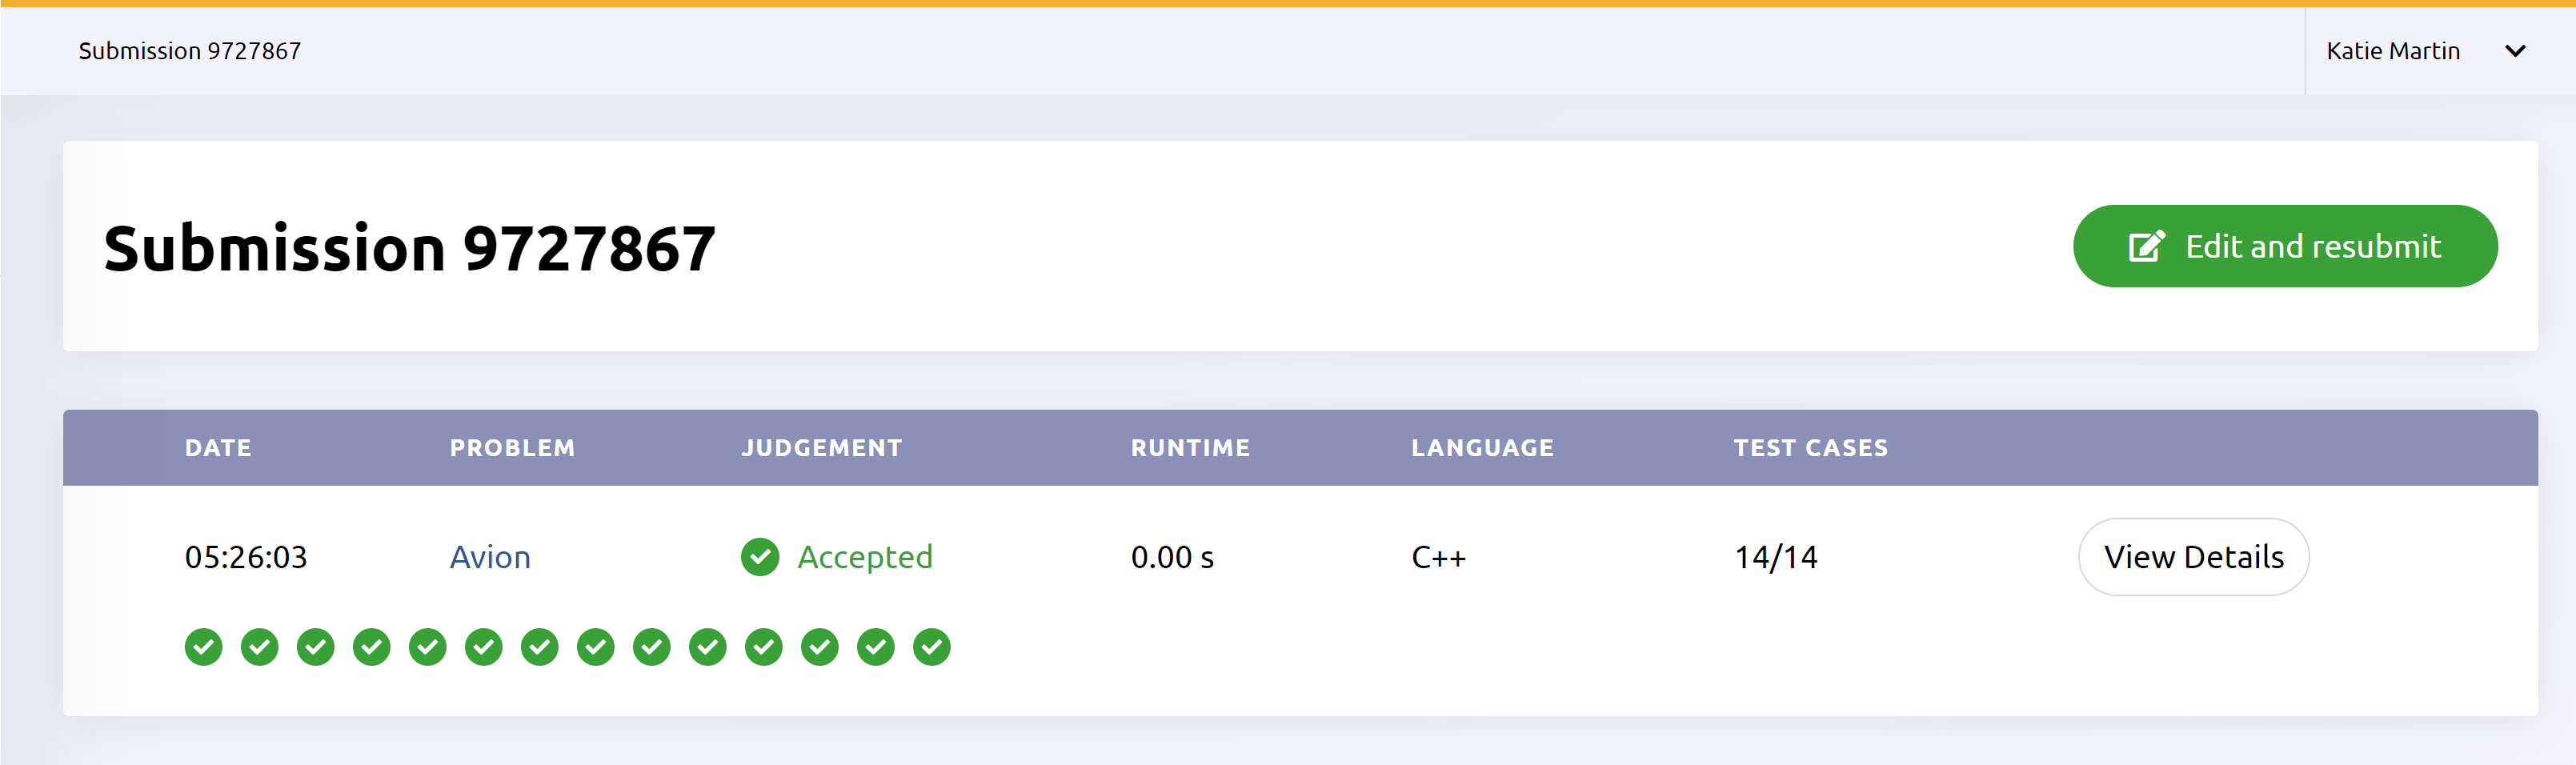 Submission 9727867
Katie Martin
Submission 9727867
Edit and resubmit
DATE PROBLEM JUDGEMENT RUNTIME LANGUAGE TEST CASES
05:26:03 Avion Accepted 0.00 s C++ 14/14 View Details